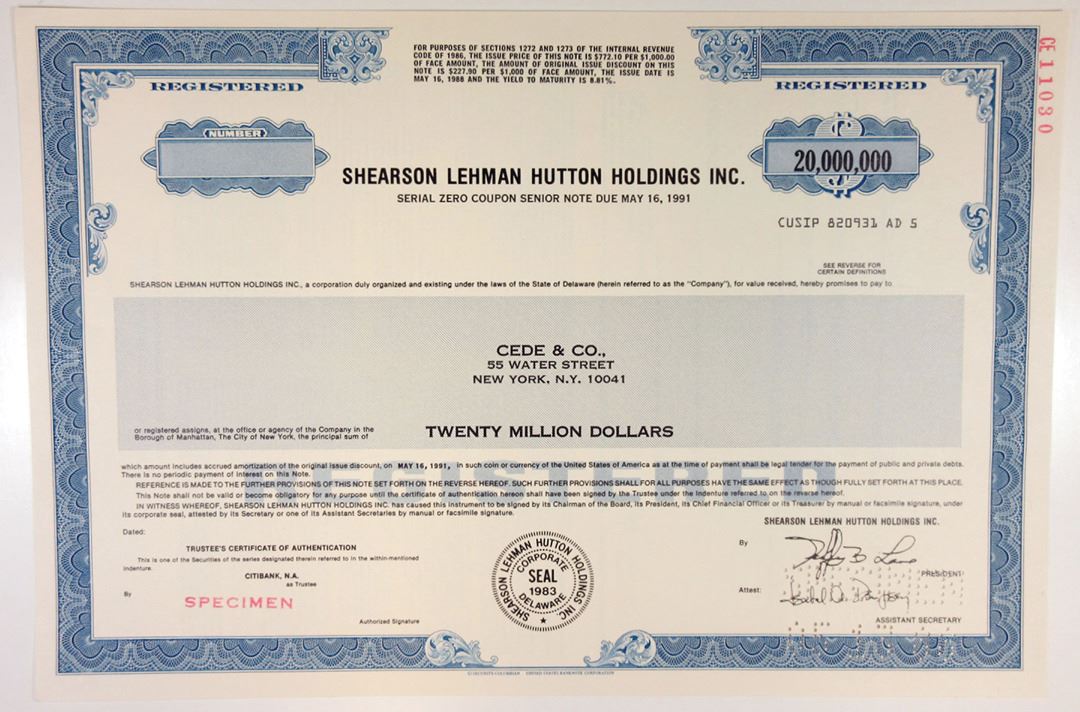 FOR PURPOSES OF SECTIONS 1272 AND 1273 OF THE INTERNAL REVENUE
CODE OF 1986, THE ISSUE PRICE OF THIS NOTE IS $772.10 PER $1,000.00
OF FACE AMOUNT, THE AMOUNT OF ORIGINAL ISSUE DISCOUNT ON THIS
NOTE IS $227.90 PER $1,000 OF FACE AMOUNT, THE ISSUE DATE IS
MAY 16, 1988 AND THE YIELD TO MATURITY IS 8.81%.
CE11030
REGISTERED
REGISTERED
NUMBER
20,000,000
SHEARSON LEHMAN HUTTON HOLDINGS INC.
SERIAL ZERO COUPON SENIOR NOTE DUE MAY 16, 1991
CUSIP 820931 AD 5
SEE REVERSE FOR
CERTAIN DEFINITIONS
SHEARSON LEHMAN HUTTON HOLDINGS INC., a corporation duly organized and existing under the laws of the State of Delaware (herein referred to as the "Company"), for value received, hereby promises to pay to
CEDE & CO.,
55 WATER STREET
NEW YORK, N.Y. 10041
or registered assigns, at the office or agency of the Company in the
Borough of Manhattan, The City of New York, the principal sum of
TWENTY MILLION DOLLARS
which amount includes accrued amortization of the original issue discount, on MAY 16, 1991, in such coin or currency of the United States of America as at the time of payment shall be legal tender for the payment of public and private debts.
There is no periodic payment of interest on this Note.
REFERENCE IS MADE TO THE FURTHER PROVISIONS OF THIS NOTE SET FORTH ON THE REVERSE HEREOF. SUCH FURTHER PROVISIONS SHALL FOR ALL PURPOSES HAVE THE SAME EFFECT AS THOUGH FULLY SET FORTH AT THIS PLACE.
This Note shall not be valid or become obligatory for any purpose until the certificate of authentication hereon shall have been signed by the Trustee under the Indenture referred to on the reverse hereof.
IN WITNESS WHEREOF, SHEARSON LEHMAN HUTTON HOLDINGS INC. has caused this instrument to be signed by its Chairman of the Board, its President, its Chief Financial Officer or its Treasurer by manual or facsimile signature, under
its corporate seal, attested by its Secretary or one of its Assistant Secretaries by manual or facsimile signature.
SHEARSON LEHMAN HUTTON HOLDINGS INC.
Dated:
TRUSTEE'S CERTIFICATE OF AUTHENTICATION
This is one of the Securities of the series designated therein referred to in the within-mentioned
Indenture.
CITIBANK, N.A.
as Trustee
By
SPECIMEN
Authorized Signature
SHEARSON LEHMAN HUTTON HOLDINGS INC
CORPORATE
SEAL
1983
DELAWARE
By
PRESIDENT
Attest:
ASSISTANT SECRETARY
UNITED STATES BANKNOTE CORPORATION